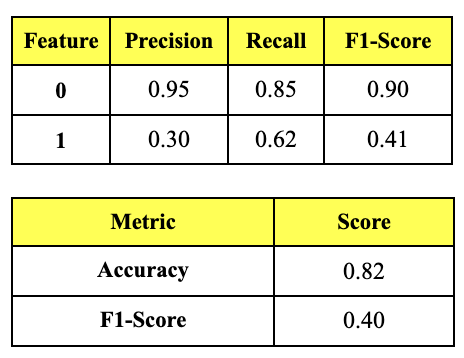 Feature Precision Recall F1-Score
0 0.95 0.85 0.90
1 0.30 0.62 0.41
Metric Score
Accuracy 0.82
F1-Score 0.40